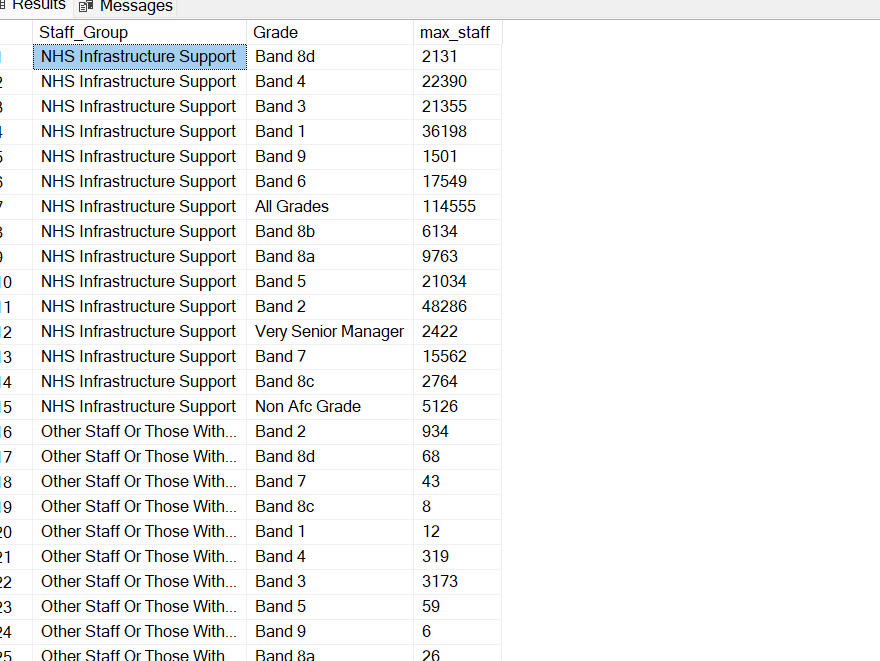 Results Messages
Staff_Group Grade max_staff
NHS Infrastructure Support Band 8d 2131
2 NHS Infrastructure Support Band 4 22390
3 NHS Infrastructure Support Band 3 21355
4 NHS Infrastructure Support Band 1 36198
5 NHS Infrastructure Support Band 9 1501
6 NHS Infrastructure Support Band 6 17549
7 NHS Infrastructure Support All Grades 114555
8 NHS Infrastructure Support Band 8b 6134
9 NHS Infrastructure Support Band 8a 9763
10 NHS Infrastructure Support Band 5 21034
11 NHS Infrastructure Support Band 2 48286
12 NHS Infrastructure Support Very Senior Manager 2422
13 NHS Infrastructure Support Band 7 15562
14 NHS Infrastructure Support Band 8c 2764
15 NHS Infrastructure Support Non Afc Grade 5126
16 Other Staff Or Those With... Band 2 934
17 Other Staff Or Those With... Band 8d 68
18 Other Staff Or Those With... Band 7 43
19 Other Staff Or Those With... Band 8c 8
20 Other Staff Or Those With... Band 1 12
21 Other Staff Or Those With... Band 4 319
22 Other Staff Or Those With... Band 3 3173
23 Other Staff Or Those With... Band 5 59
24 Other Staff Or Those With... Band 9 6
25 Other Staff Or Those With... Band 8a 26